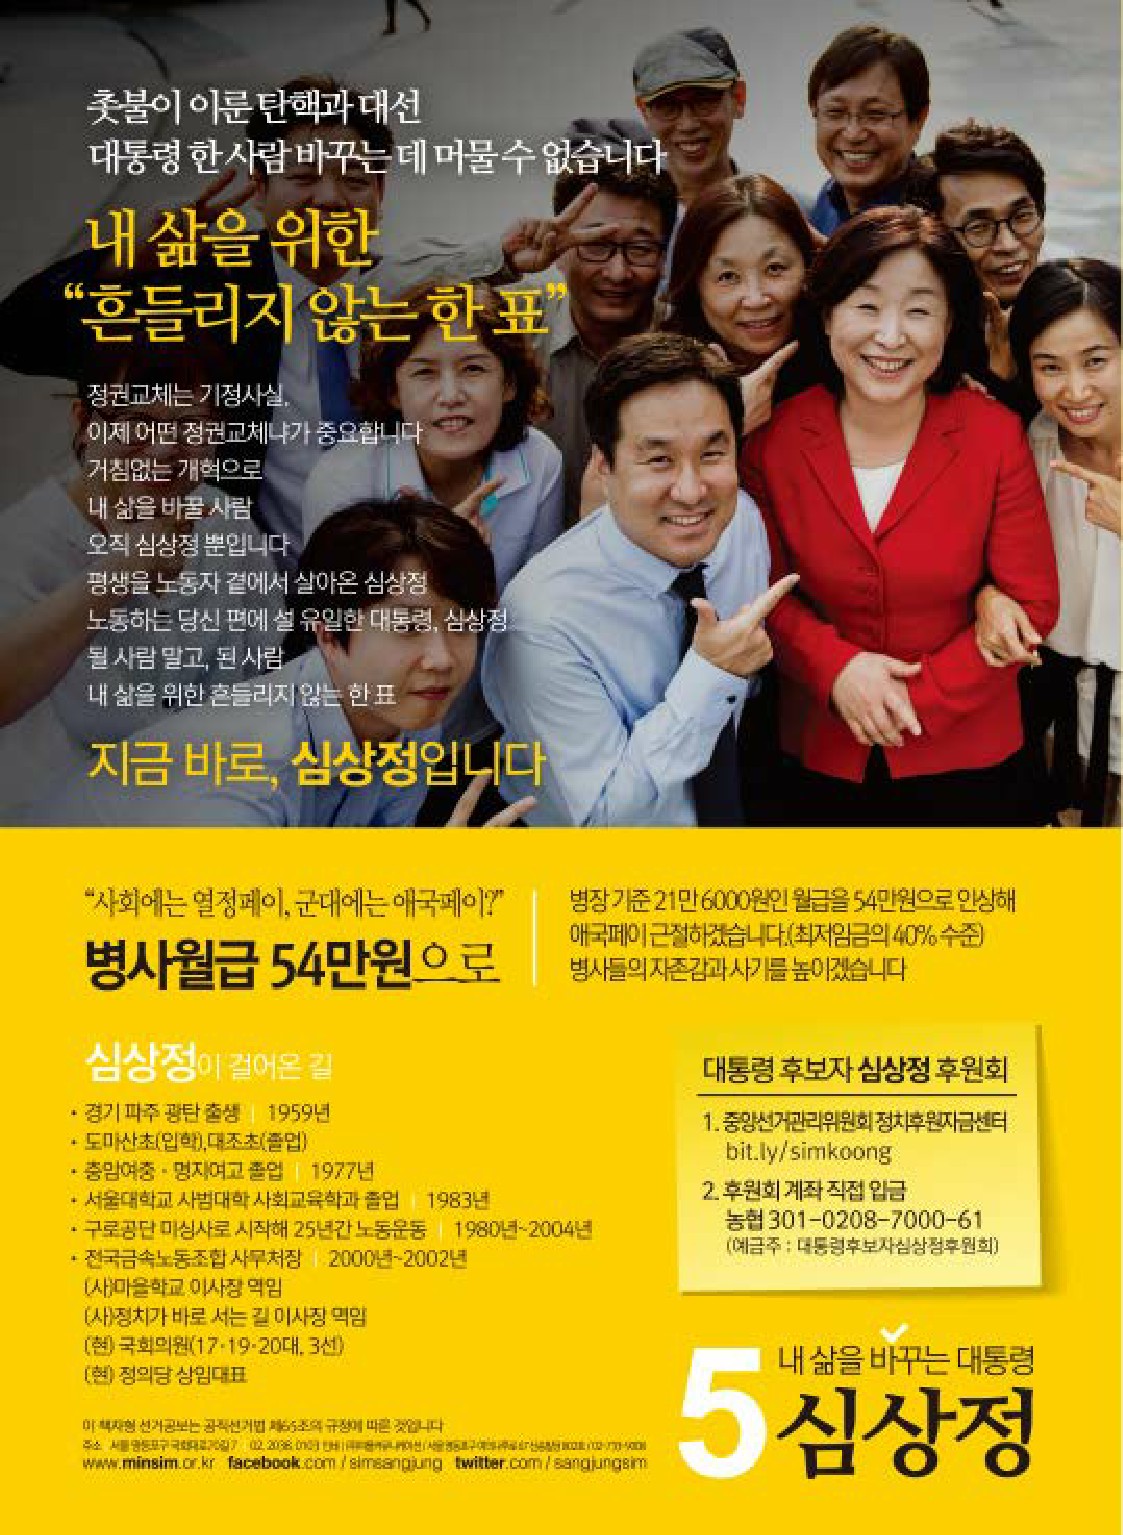 촛불이 이룬 탄핵과 대선
대통령 한 사람 바꾸는 데 머물 수 없습니다
내 삶을 위한
“흔들리지 않는 한 표”
정권교체는 기정사실,
이제 어떤 정권교체냐가 중요합니다
거침없는 개혁으로
내 삶을 바꿀 사람
오직 심상정 뿐입니다
평생을 노동자 곁에서 살아온 심상정
노동하는 당신 편에 설 유일한 대통령, 심상정
될 사람 말고, 된 사람
내 삶을 위한 흔들리지 않는 한 표
지금 바로, 심상정입니다
“사회에는 열정페이, 군대에는 애국페이?”
병사월급 54만원으로
병장 기준 21만 6000원인 월급을 54만원으로 인상해
애국페이 근절하겠습니다.(최저임금의 40% 수준)
병사들의 자존감과 사기를 높이겠습니다
심상정이 걸어온 길
• 경기 파주 광탄 출생 | 1959년
• 도마산초(입학),대조초(졸업)
• 충암여중 · 명지여고 졸업 | 1977년
• 서울대학교 사범대학 사회교육학과 졸업 | 1983년
• 구로공단 미싱사로 시작해 25년간 노동운동 | 1980년~2004년
• 전국금속노동조합 사무처장 | 2000년~2002년
(사)마을학교 이사장 역임
(사)정치가 바로 서는 길 이사장 역임
(현) 국회의원(17·19·20대, 3선)
(현) 정의당 상임대표
대통령 후보자 심상정 후원회
1. 중앙선거관리위원회 정치후원자금센터
bit.ly/simkoong
2. 후원회 계좌 직접 입금
농협 301-0208-7000-61
(예금주 : 대통령후보자심상정후원회)
이 책자형 선거공보는 공직선거법 제65조의 규정에 따른 것입니다
주소 서울 영등포구 국회대로70길 7 02. 2038. 0103
www.minsim.or.kr facebook.com / simsangjung twitter.com / sangjungsim
5
내 삶을 바꾸는 대통령
심상정